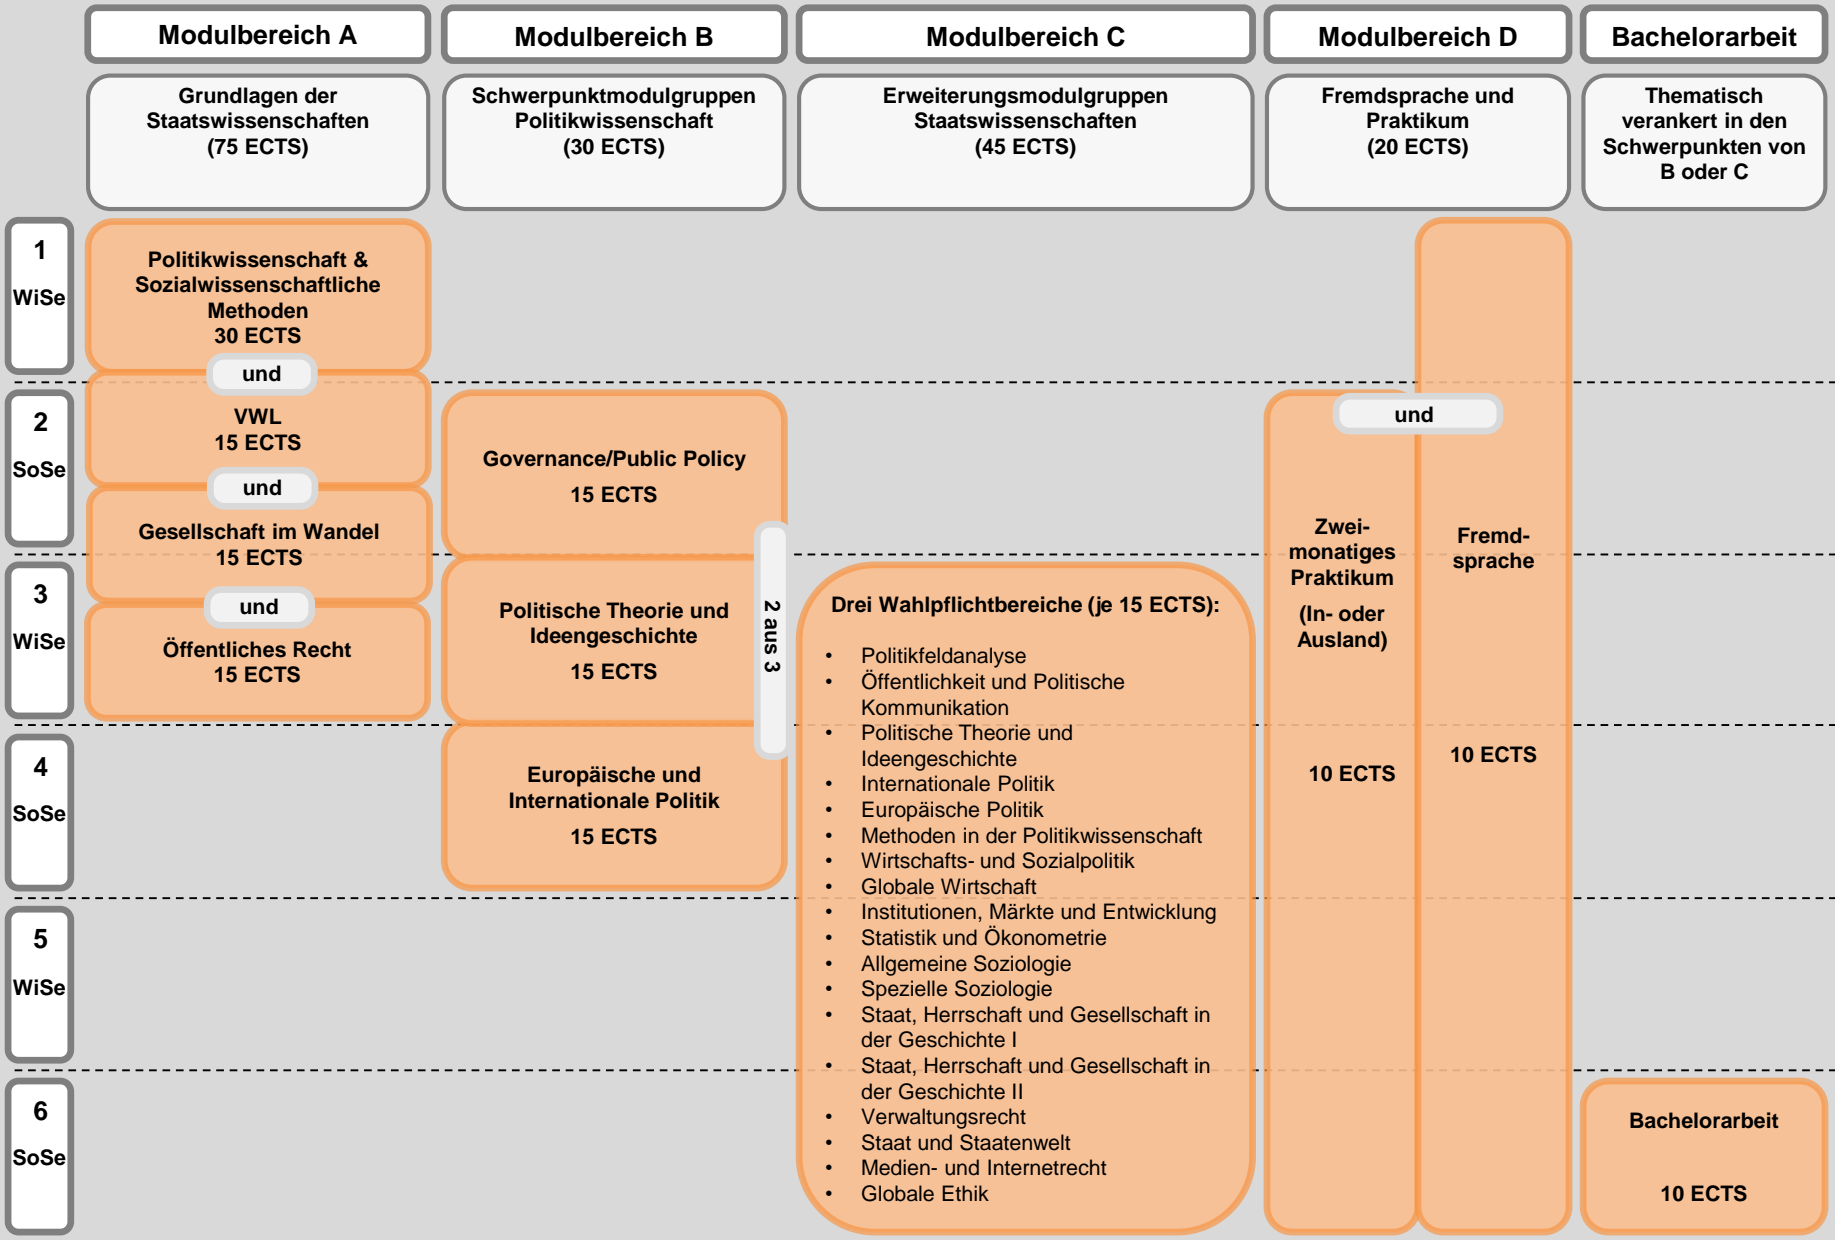 Modulbereich A
Modulbereich B
Modulbereich C
Modulbereich D
Bachelorarbeit
Grundlagen der
Staatswissenschaften
(75 ECTS)
Schwerpunktmodulgruppen
Politikwissenschaft
(30 ECTS)
Erweiterungsmodulgruppen
Staatswissenschaften
(45 ECTS)
Fremdsprache und
Praktikum
(20 ECTS)
Thematisch
verankert in den
Schwerpunkten von
B oder C
1
WiSe
2
SoSe
3
WiSe
4
SoSe
5
WiSe
6
SoSe
Politikwissenschaft &
Sozialwissenschaftliche
Methoden
30 ECTS
und
VWL
15 ECTS
und
Gesellschaft im Wandel
15 ECTS
und
Öffentliches Recht
15 ECTS
Governance/Public Policy
15 ECTS
Politische Theorie und
Ideengeschichte
15 ECTS
Europäische und
Internationale Politik
15 ECTS
2 aus 3
Drei Wahlpflichtbereiche (je 15 ECTS):
• Politikfeldanalyse
• Öffentlichkeit und Politische
Kommunikation
• Politische Theorie und
Ideengeschichte
• Internationale Politik
• Europäische Politik
• Methoden in der Politikwissenschaft
• Wirtschafts- und Sozialpolitik
• Globale Wirtschaft
• Institutionen, Märkte und Entwicklung
• Statistik und Ökonometrie
• Allgemeine Soziologie
• Spezielle Soziologie
• Staat, Herrschaft und Gesellschaft in
der Geschichte I
• Staat, Herrschaft und Gesellschaft in
der Geschichte II
• Verwaltungsrecht
• Staat und Staatenwelt
• Medien- und Internetrecht
• Globale Ethik
und
Zwei-
monatiges
Praktikum
(In- oder
Ausland)
10 ECTS
Fremd-
sprache
10 ECTS
Bachelorarbeit
10 ECTS